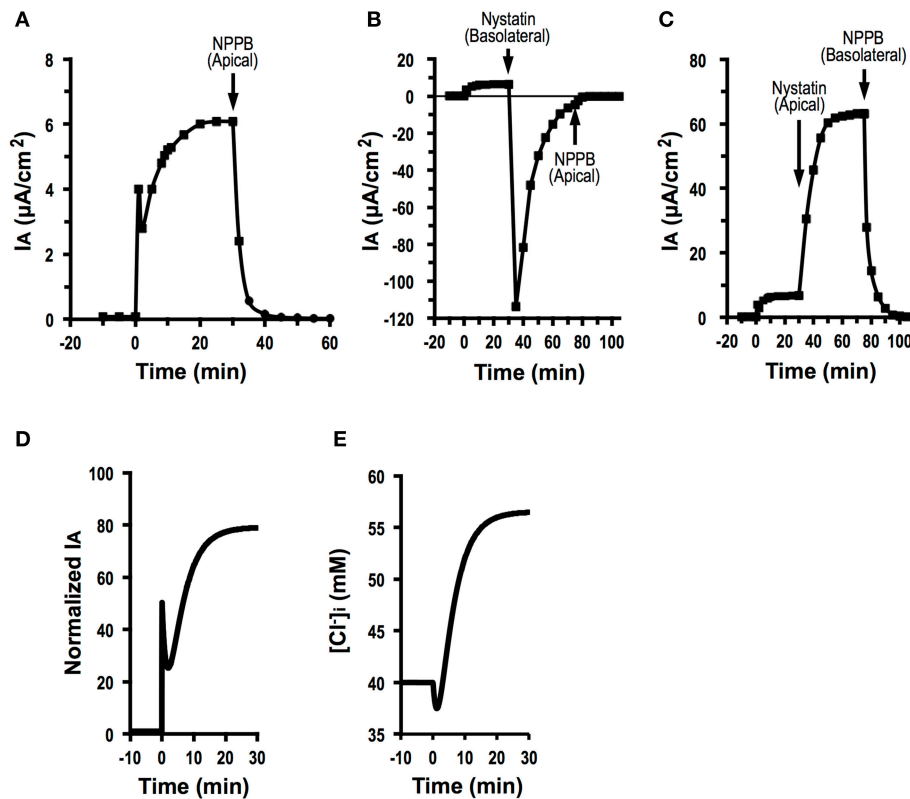 A
NPPB
(Apical)
8
6
4
2
0
IA (µA/cm²)
-20
0
20
40
60
Time (min)
B
Nystatin
(Basolateral)
20
0
-20
-40
-60
-80
-100
-120
IA (µA/cm²)
NPPB
(Apical)
-20 0 20 40 60 80 100
Time (min)
C
NPPB
(Basolateral)
Nystatin
(Apical)
80
60
40
20
0
IA (µA/cm²)
-20 0 20 40 60 80 100
Time (min)
D
100
80
60
40
20
0
Normalized IA
-10 0 10 20 30
Time (min)
E
60
55
50
45
40
35
[Cl-]i (mM)
-10 0 10 20 30
Time (min)